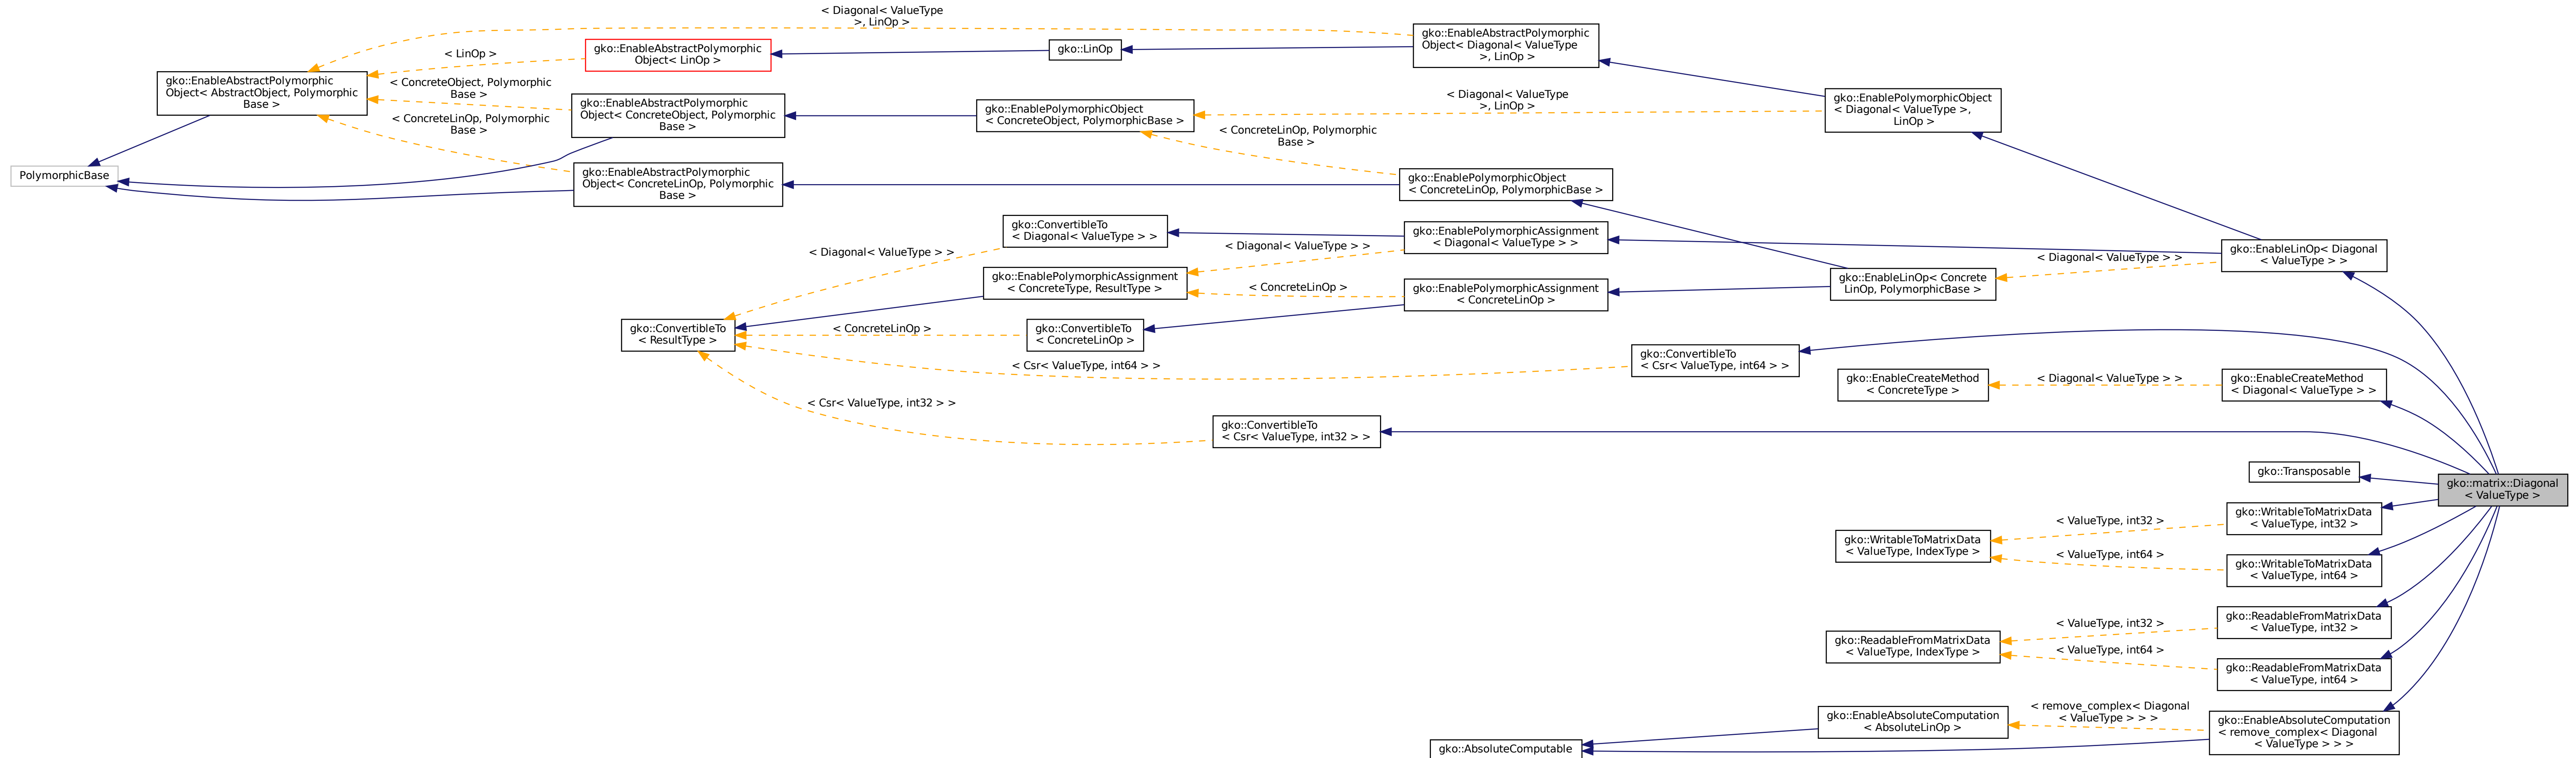 < Diagonal< ValueType
>, LinOp >
gko::EnableAbstractPolymorphic
Object< Diagonal< ValueType
>, LinOp >
< LinOp >
gko::EnableAbstractPolymorphic
Object< LinOp >
gko::LinOp
gko::EnableAbstractPolymorphic
Object< AbstractObject, Polymorphic
Base >
< ConcreteObject, Polymorphic
Base >
gko::EnableAbstractPolymorphic
Object< ConcreteObject, Polymorphic
Base >
gko::EnablePolymorphicObject
< ConcreteObject, PolymorphicBase >
< Diagonal< ValueType
>, LinOp >
gko::EnablePolymorphicObject
< Diagonal< ValueType >,
LinOp >
< ConcreteLinOp, Polymorphic
Base >
< ConcreteLinOp, Polymorphic
Base >
PolymorphicBase
gko::EnableAbstractPolymorphic
Object< ConcreteLinOp, Polymorphic
Base >
gko::EnablePolymorphicObject
< ConcreteLinOp, PolymorphicBase >
gko::ConvertibleTo
< Diagonal< ValueType > >
gko::EnablePolymorphicAssignment
< Diagonal< ValueType > >
gko::EnableLinOp< Diagonal
< ValueType > >
< Diagonal< ValueType > >
< Diagonal< ValueType > >
< Diagonal< ValueType > >
gko::EnablePolymorphicAssignment
< ConcreteType, ResultType >
< ConcreteLinOp >
gko::EnablePolymorphicAssignment
< ConcreteLinOp >
gko::EnableLinOp< Concrete
LinOp, PolymorphicBase >
gko::ConvertibleTo
< ResultType >
< ConcreteLinOp >
gko::ConvertibleTo
< ConcreteLinOp >
< Csr< ValueType, int64 > >
gko::ConvertibleTo
< Csr< ValueType, int64 > >
gko::EnableCreateMethod
< ConcreteType >
< Diagonal< ValueType > >
gko::EnableCreateMethod
< Diagonal< ValueType > >
< Csr< ValueType, int32 > >
gko::ConvertibleTo
< Csr< ValueType, int32 > >
gko::Transposable
gko::matrix::Diagonal
< ValueType >
gko::WritableToMatrixData
< ValueType, IndexType >
< ValueType, int32 >
gko::WritableToMatrixData
< ValueType, int32 >
< ValueType, int64 >
gko::WritableToMatrixData
< ValueType, int64 >
gko::ReadableFromMatrixData
< ValueType, IndexType >
< ValueType, int32 >
gko::ReadableFromMatrixData
< ValueType, int32 >
< ValueType, int64 >
gko::ReadableFromMatrixData
< ValueType, int64 >
gko::AbsoluteComputable
gko::EnableAbsoluteComputation
< AbsoluteLinOp >
< remove_complex< Diagonal
< ValueType > > >
gko::EnableAbsoluteComputation
< remove_complex< Diagonal
< ValueType > > >